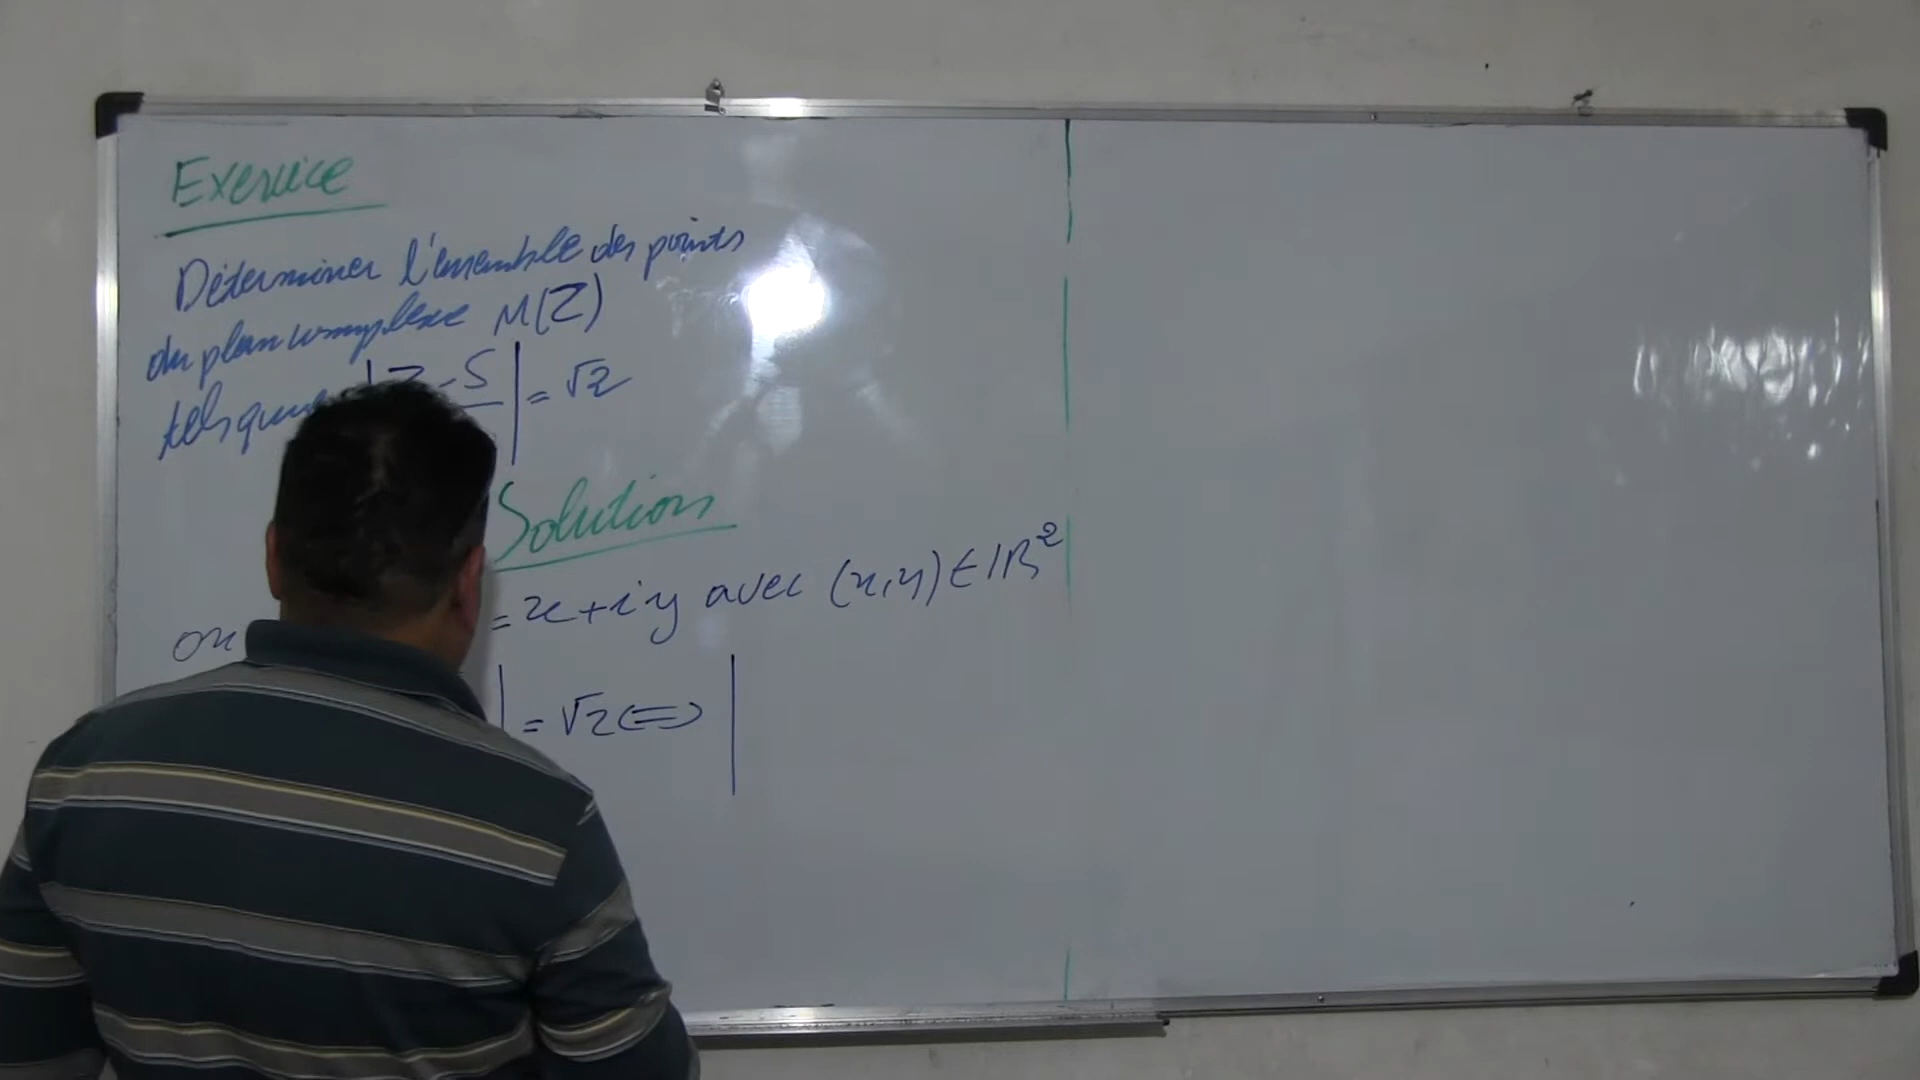 Exercice
Déterminer l'ensemble des points
du plan complexe M(Z)
tels que | Z-5 | = √2
Solution
on = x+iy avec (x,y) ∈ IR²
| = √2 ⟺ |